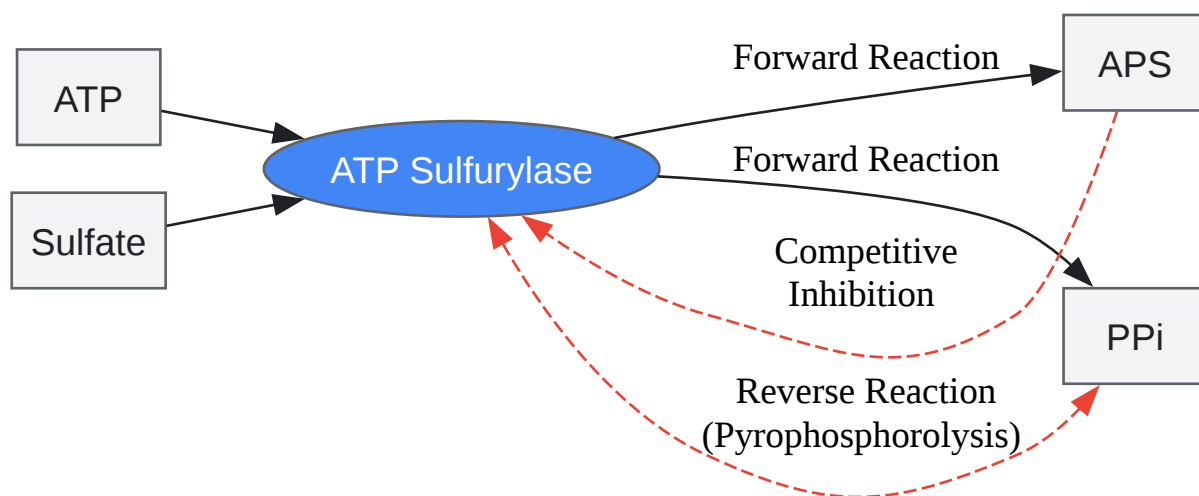 ATP
Sulfate
ATP Sulfurylase
Forward Reaction
Forward Reaction
Competitive
Inhibition
Reverse Reaction
(Pyrophosphorolysis)
APS
PPi